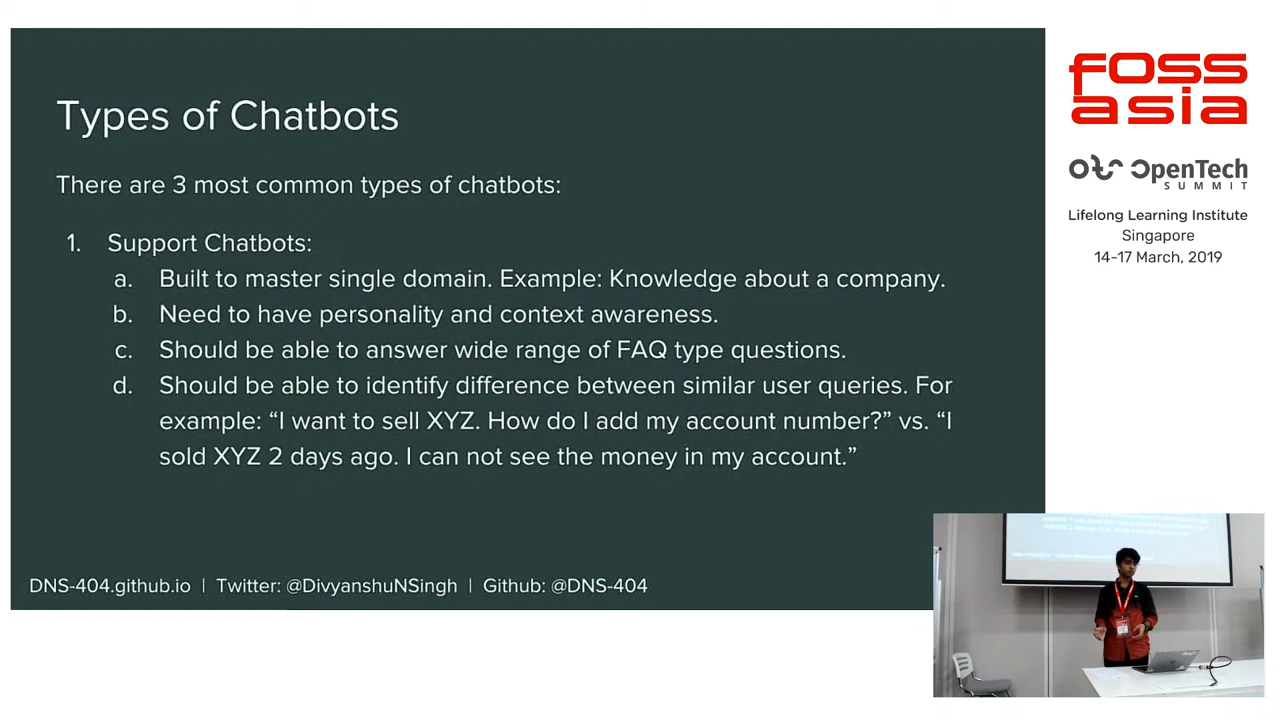 Types of Chatbots
There are 3 most common types of chatbots:
1. Support Chatbots:
a. Built to master single domain. Example: Knowledge about a company.
b. Need to have personality and context awareness.
c. Should be able to answer wide range of FAQ type questions.
d. Should be able to identify difference between similar user queries. For
example: “I want to sell XYZ. How do I add my account number?” vs. “I
sold XYZ 2 days ago. I can not see the money in my account.”
DNS-404.github.io | Twitter: @DivyanshuNSingh | Github: @DNS-404
fOSS
asia
OpenTech
SUMMIT
Lifelong Learning Institute
Singapore
14-17 March, 2019